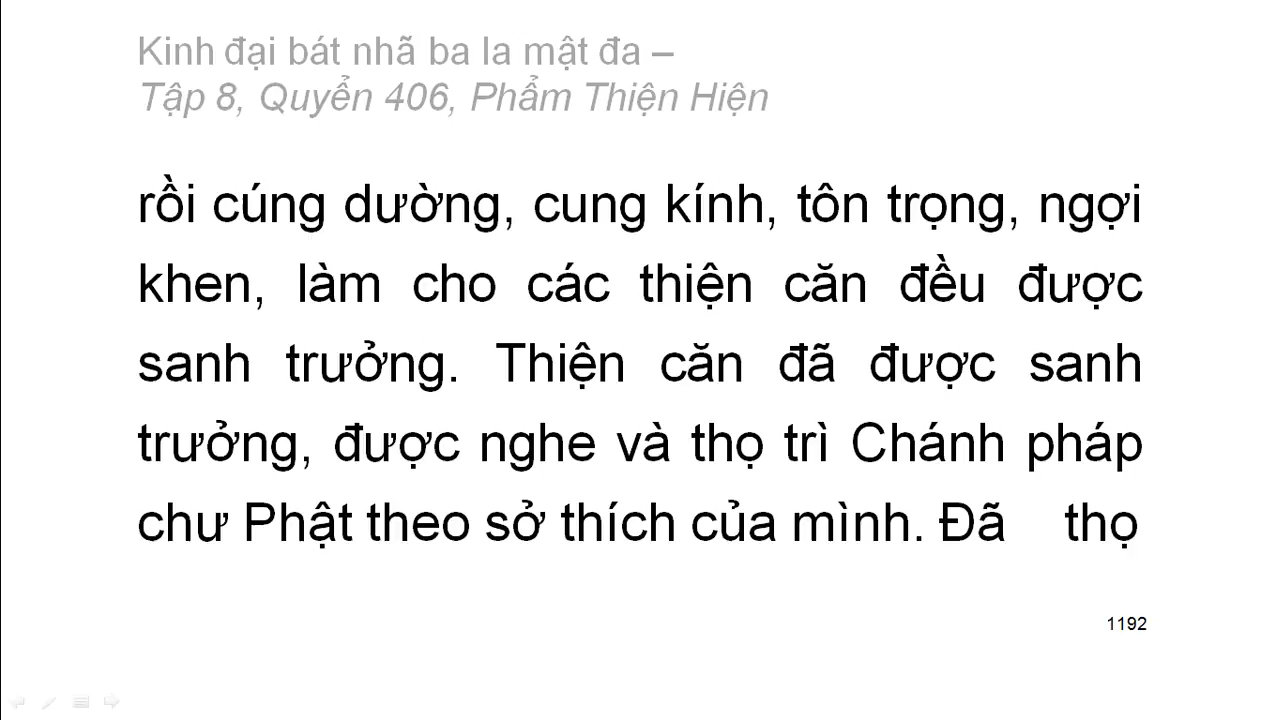 Kinh đại bát nhã ba la mật đa –
Tập 8, Quyển 406, Phẩm Thiện Hiện
rồi cúng dường, cung kính, tôn trọng, ngợi
khen, làm cho các thiện căn đều được
sanh trưởng. Thiện căn đã được sanh
trưởng, được nghe và thọ trì Chánh pháp
chư Phật theo sở thích của mình. Đã thọ
1192